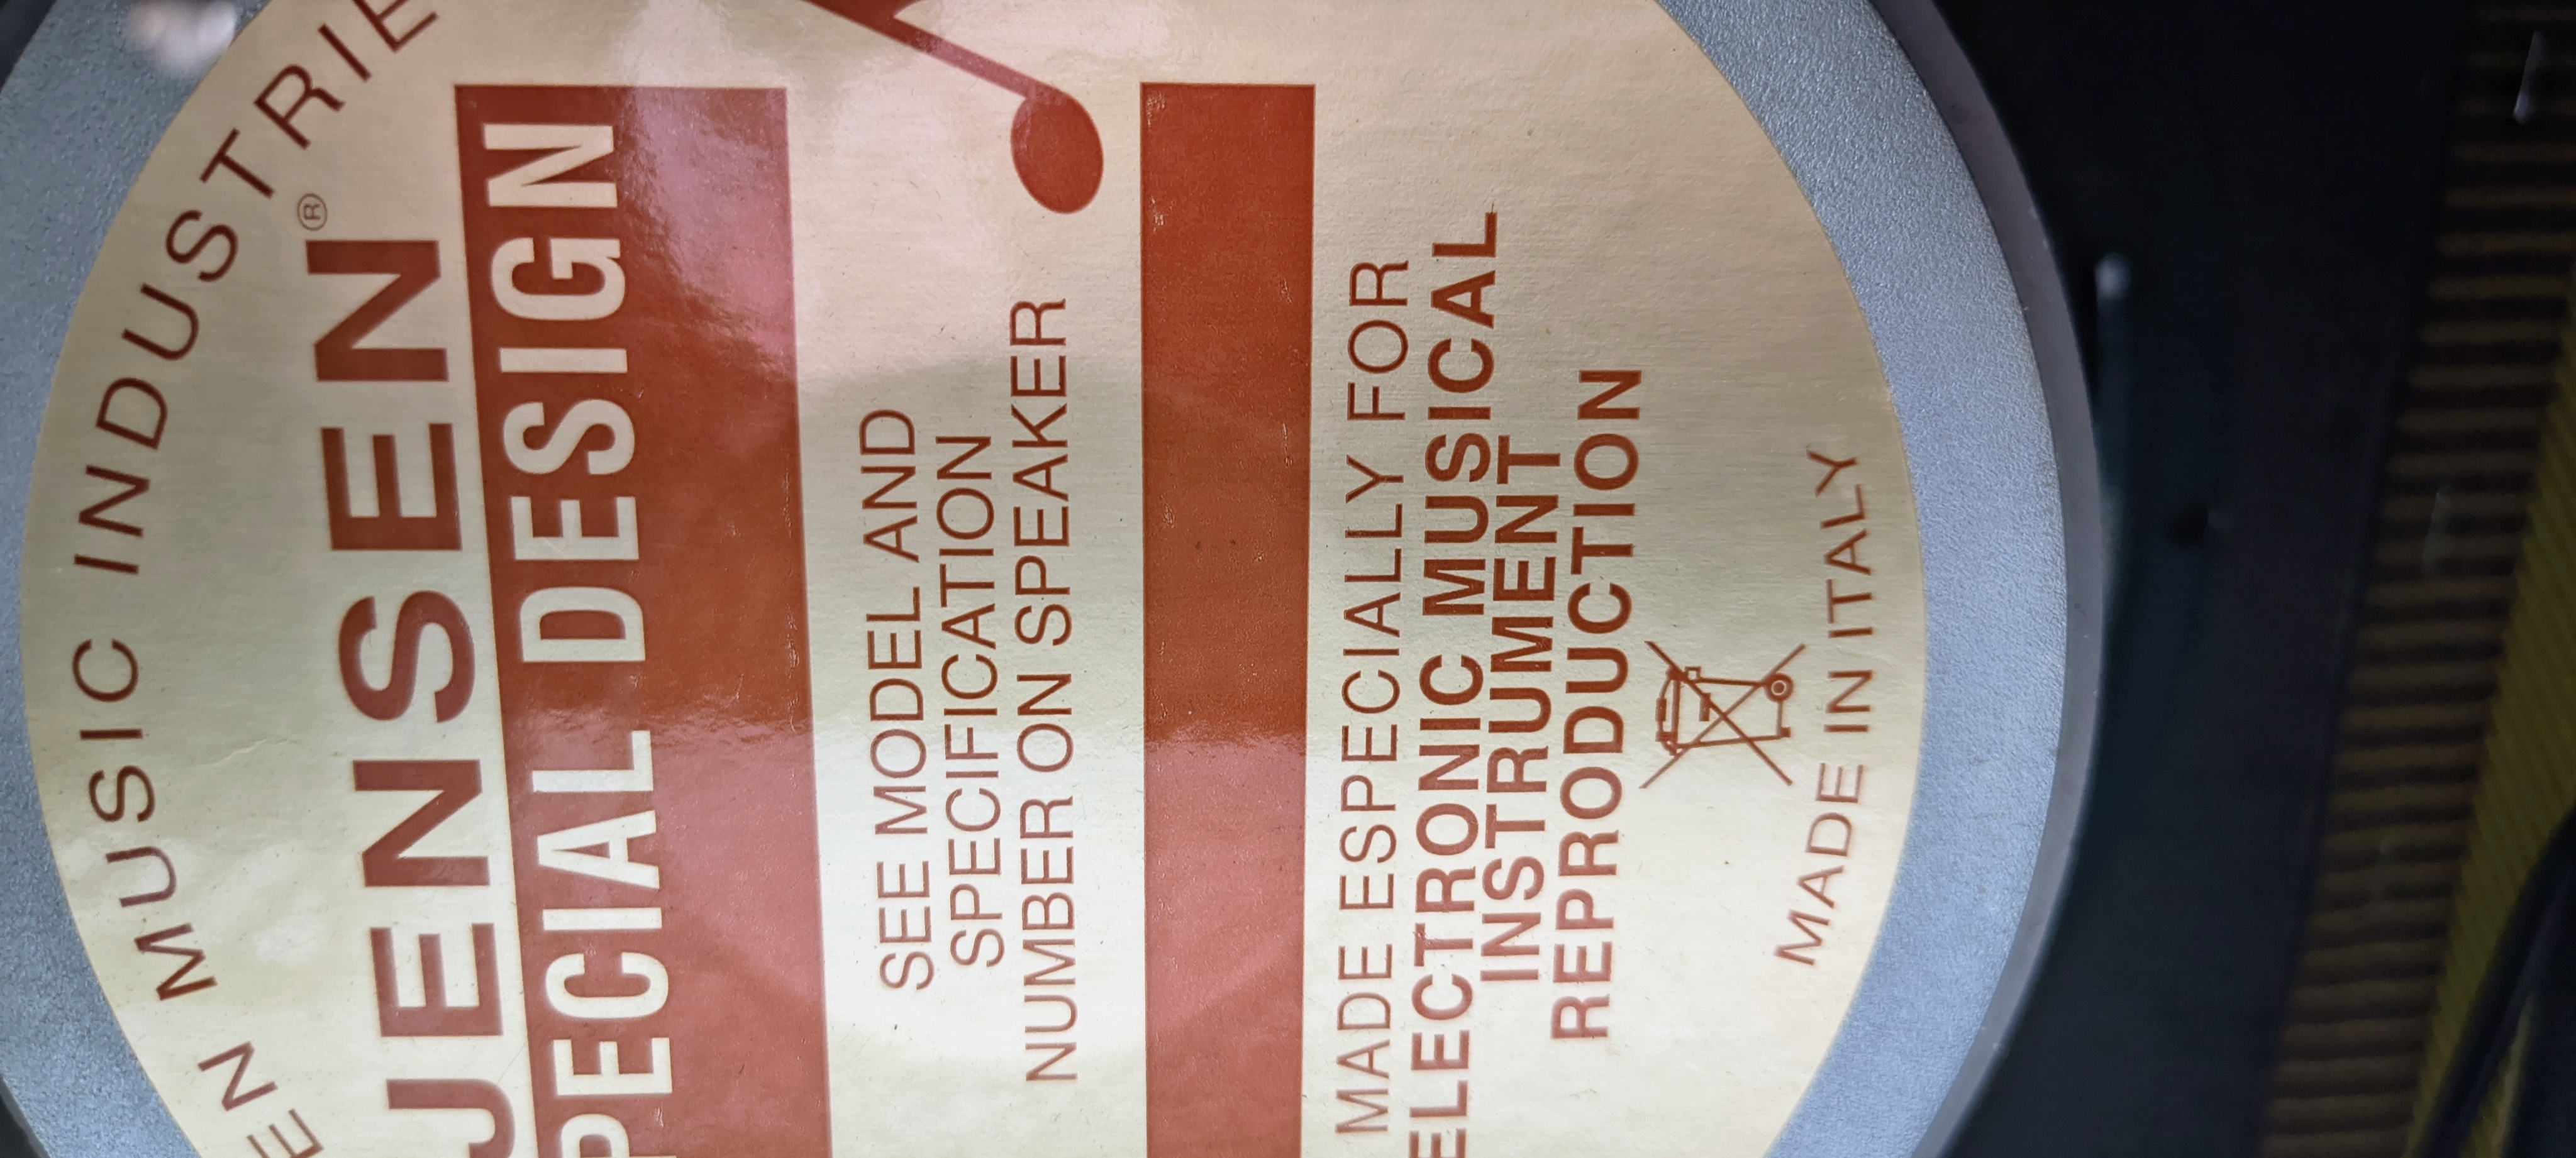 EN MUSIC INDUSTRIE
JENSEN®
PECIAL DESIGN
SEE MODEL AND
SPECIFICATION
NUMBER ON SPEAKER
MADE ESPECIALLY FOR
ELECTRONIC MUSICAL
INSTRUMENT
REPRODUCTION
MADE IN ITALY